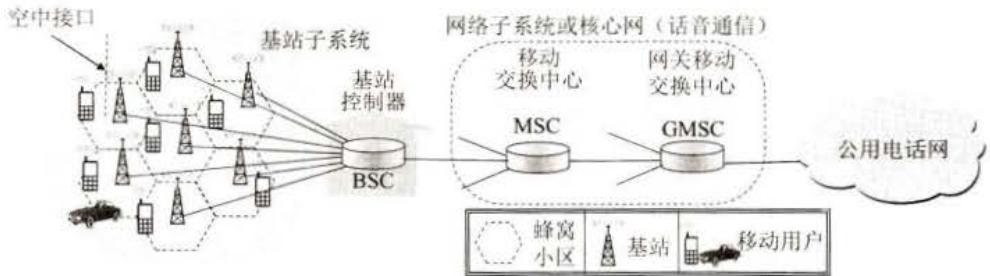 空中接口
基站子系统
网络子系统或核心网（话音通信）
移动
交换中心
网关移动
交换中心
基站
控制器
MSC
GMSC
BSC
公用电话网
蜂窝
小区
基站
移动用户